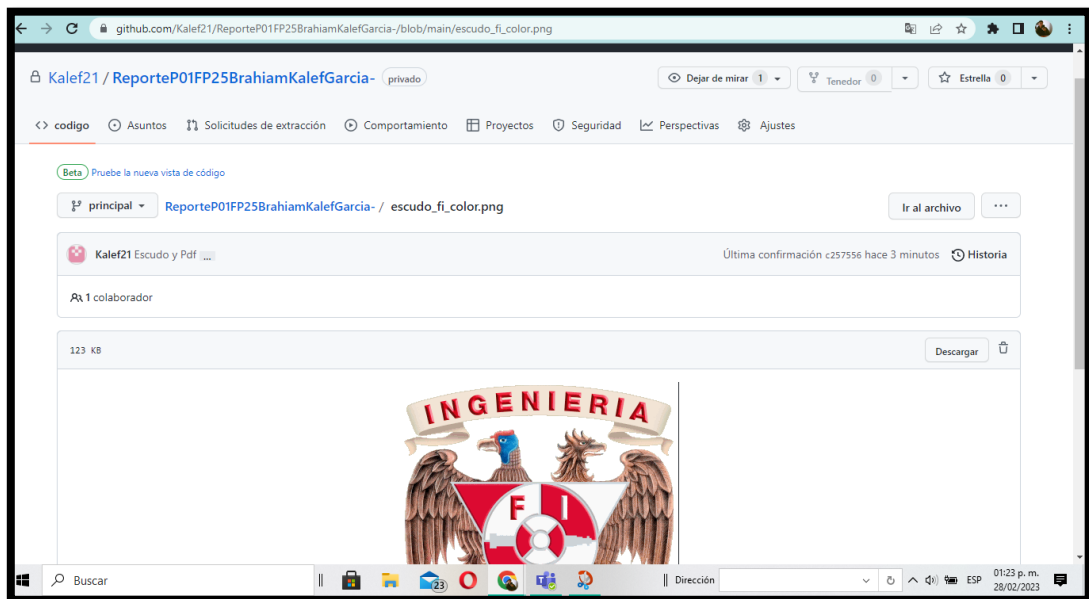 github.com/Kalef21/ReporteP01FP25BrahiamKalefGarcia-/blob/main/escudo_fi_color.png
Kalef21 / ReporteP01FP25BrahiamKalefGarcia- privado Dejar de mirar 1 Tenedor 0 Estrella 0
<> codigo Asuntos Solicitudes de extracción Comportamiento Proyectos Seguridad Perspectivas Ajustes
Beta Pruebe la nueva vista de código
principal ReporteP01FP25BrahiamKalefGarcia- / escudo_fi_color.png Ir al archivo ...
Kalef21 Escudo y Pdf ... Última confirmación c257556 hace 3 minutos Historia
1 colaborador
123 KB Descargar
INGENIERIA
F I
Buscar 23 Dirección ESP 01:23 p. m.
28/02/2023